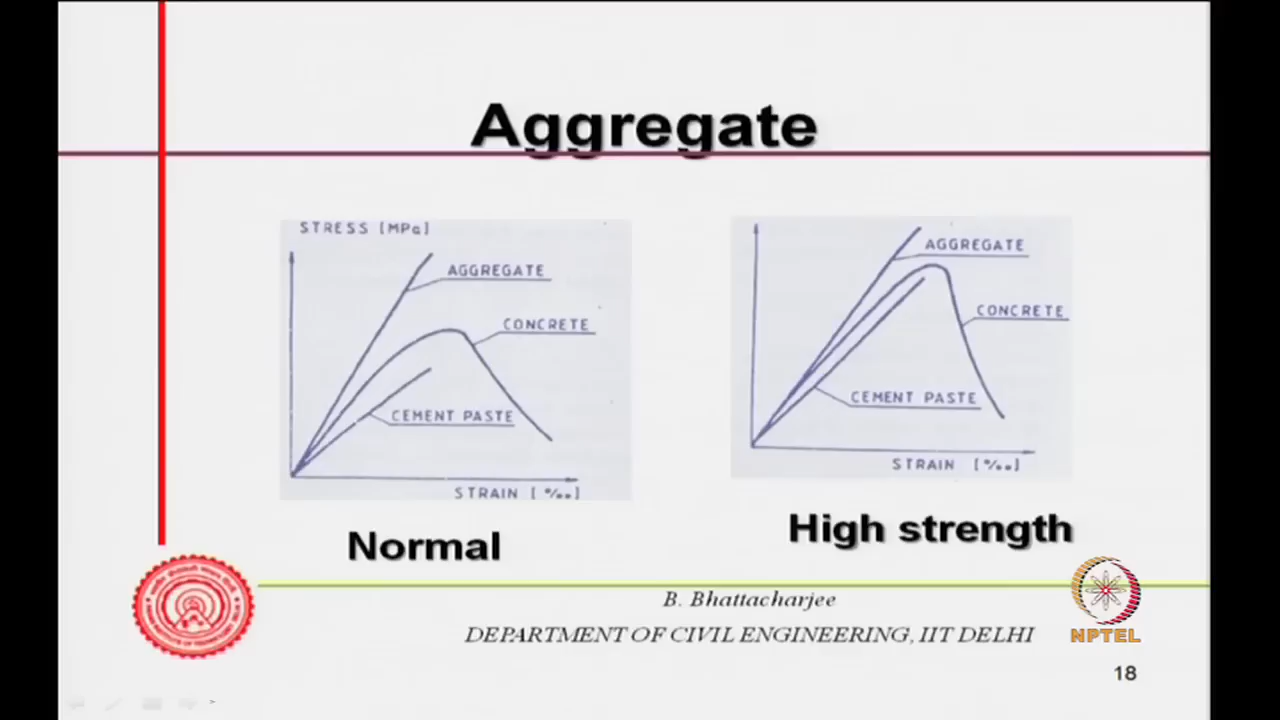 Aggregate
STRESS [MPa]
AGGREGATE
CONCRETE
CEMENT PASTE
STRAIN [‰]
Normal
AGGREGATE
CONCRETE
CEMENT PASTE
STRAIN [‰]
High strength
B. Bhattacharjee
DEPARTMENT OF CIVIL ENGINEERING, IIT DELHI
NPTEL
18